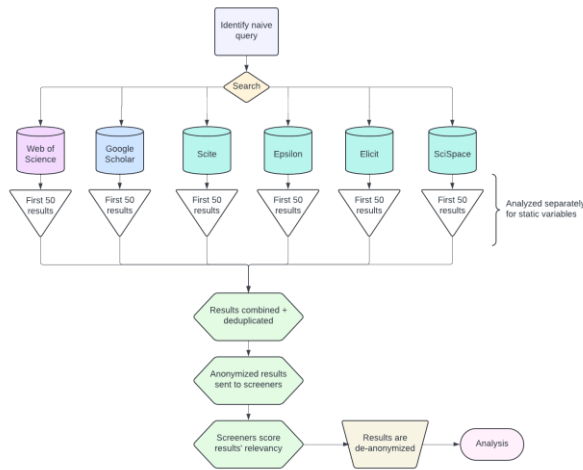 Identify naive
query
Search
Web of
Science
Google
Scholar
Scite
Epsilon
Elicit
SciSpace
First 50
results
First 50
results
First 50
results
First 50
results
First 50
results
First 50
results
Analyzed separately
for static variables
Results combined +
deduplicated
Anonymized results
sent to screeners
Screeners score
results' relevancy
Results are
de-anonymized
Analysis